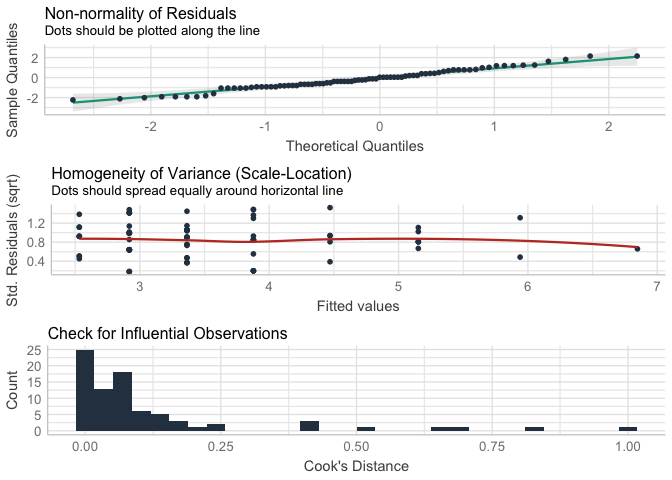 Non-normality of Residuals
Dots should be plotted along the line
Sample Quantiles
2
0
-2
-2
-1
0
1
2
Theoretical Quantiles
Homogeneity of Variance (Scale-Location)
Dots should spread equally around horizontal line
Std. Residuals (sqrt)
1.2
0.8
0.4
3
4
5
6
7
Fitted values
Check for Influential Observations
Count
25
20
15
10
5
0
0.00
0.25
0.50
0.75
1.00
Cook's Distance